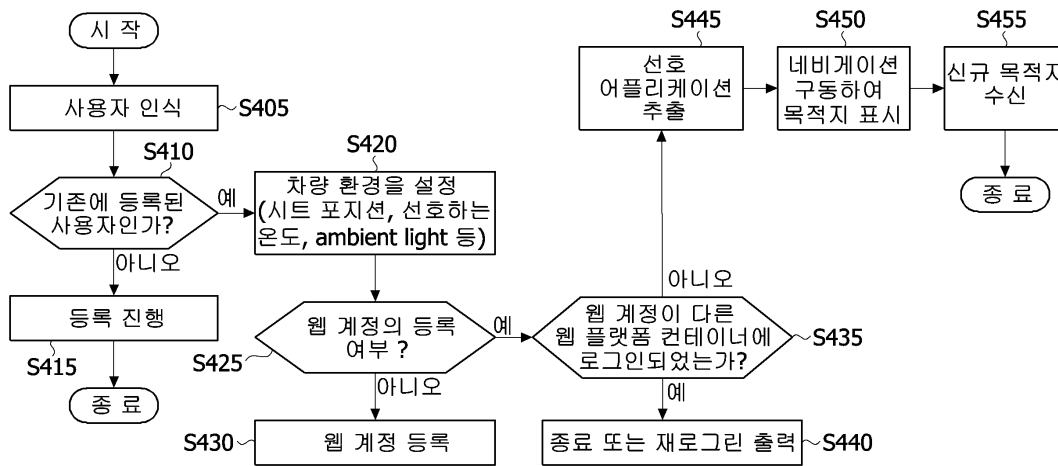 시 작
사용자 인식
S405
S410
기존에 등록된
사용자인가?
예
아니오
등록 진행
S415
종 료
S420
차량 환경을 설정
(시트 포지션, 선호하는
온도, ambient light 등)
웹 계정의 등록
여부 ?
S425
예
아니오
S430
웹 계정 등록
웹 계정이 다른
웹 플랫폼 컨테이너에
로그인되었는가?
S435
아니오
예
종료 또는 재로그린 출력
S440
S445
선호
어플리케이션
추출
S450
네비게이션
구동하여
목적지 표시
S455
신규 목적지
수신
종 료